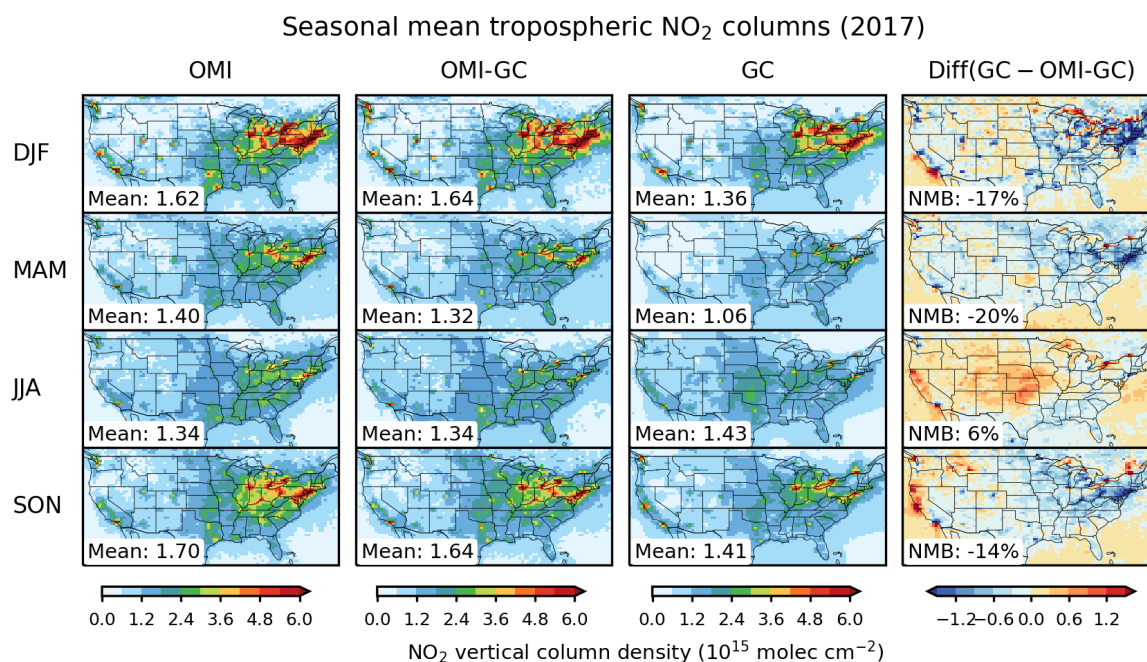 Seasonal mean tropospheric NO₂ columns (2017)
OMI OMI-GC GC Diff(GC − OMI-GC)
DJF Mean: 1.62 Mean: 1.64 Mean: 1.36 NMB: -17%
MAM Mean: 1.40 Mean: 1.32 Mean: 1.06 NMB: -20%
JJA Mean: 1.34 Mean: 1.34 Mean: 1.43 NMB: 6%
SON Mean: 1.70 Mean: 1.64 Mean: 1.41 NMB: -14%
0.0 1.2 2.4 3.6 4.8 6.0 0.0 1.2 2.4 3.6 4.8 6.0 0.0 1.2 2.4 3.6 4.8 6.0 −1.2 −0.6 0.0 0.6 1.2
NO₂ vertical column density (10¹⁵ molec cm⁻²)